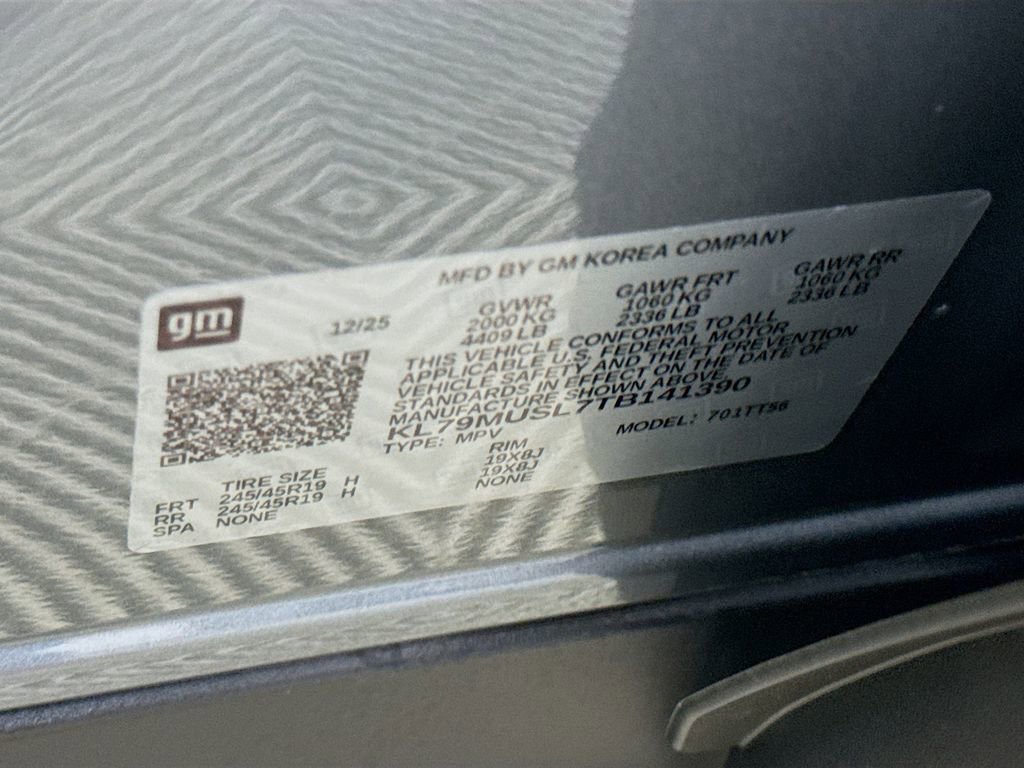 MFD BY GM KOREA COMPANY
gm
12/25
GVWR
2000 KG
4409 LB
GAWR FRT
1060 KG
2336 LB
GAWR RR
1060 KG
2336 LB
THIS VEHICLE CONFORMS TO ALL
APPLICABLE U.S. FEDERAL MOTOR
VEHICLE SAFETY AND THEFT PREVENTION
STANDARDS IN EFFECT ON THE DATE OF
MANUFACTURE SHOWN ABOVE.
KL79MUSL7TB141390
TYPE: MPV
MODEL: 701TT56
TIRE SIZE RIM
FRT 245/45R19 H 19X8J
RR 245/45R19 H 19X8J
SPA NONE NONE